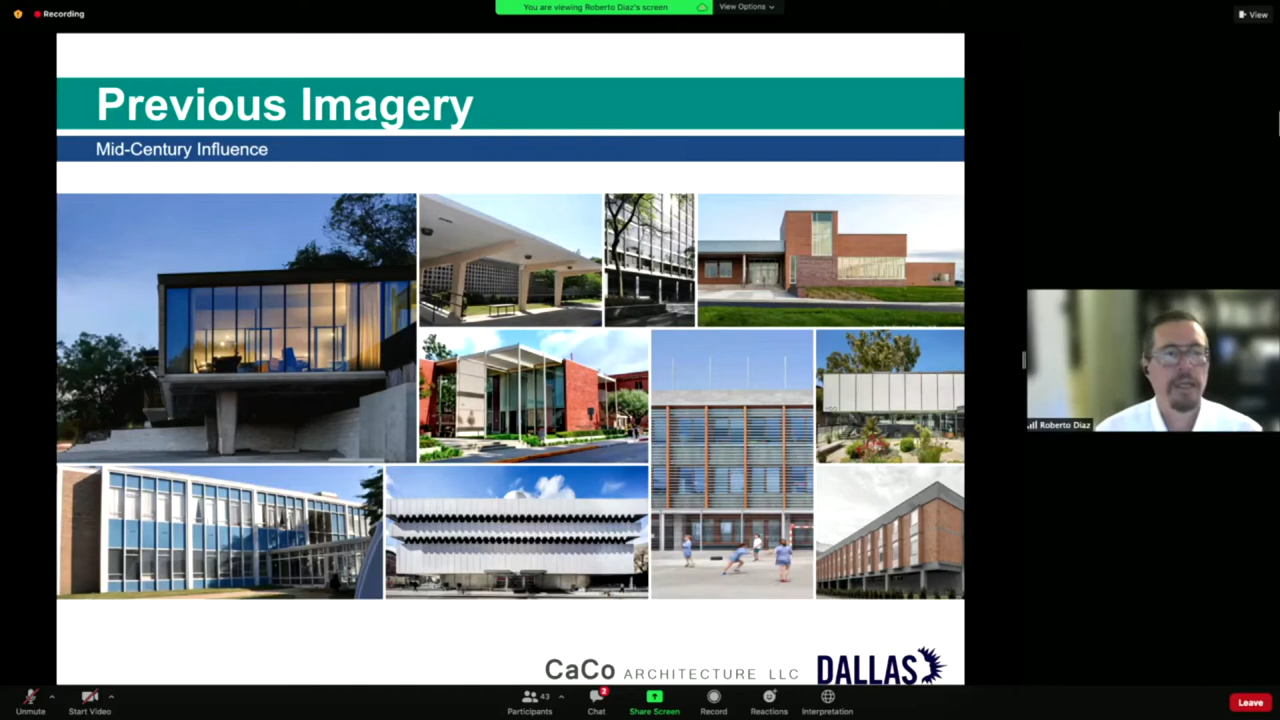 Recording
You are viewing Roberto Diaz's screen
View Options
View
Previous Imagery
Mid-Century Influence
Roberto Diaz
CaCo ARCHITECTURE LLC
DALLAS
Unmute
Start Video
43
Participants
2
Chat
Share Screen
Record
Reactions
Interpretation
Leave